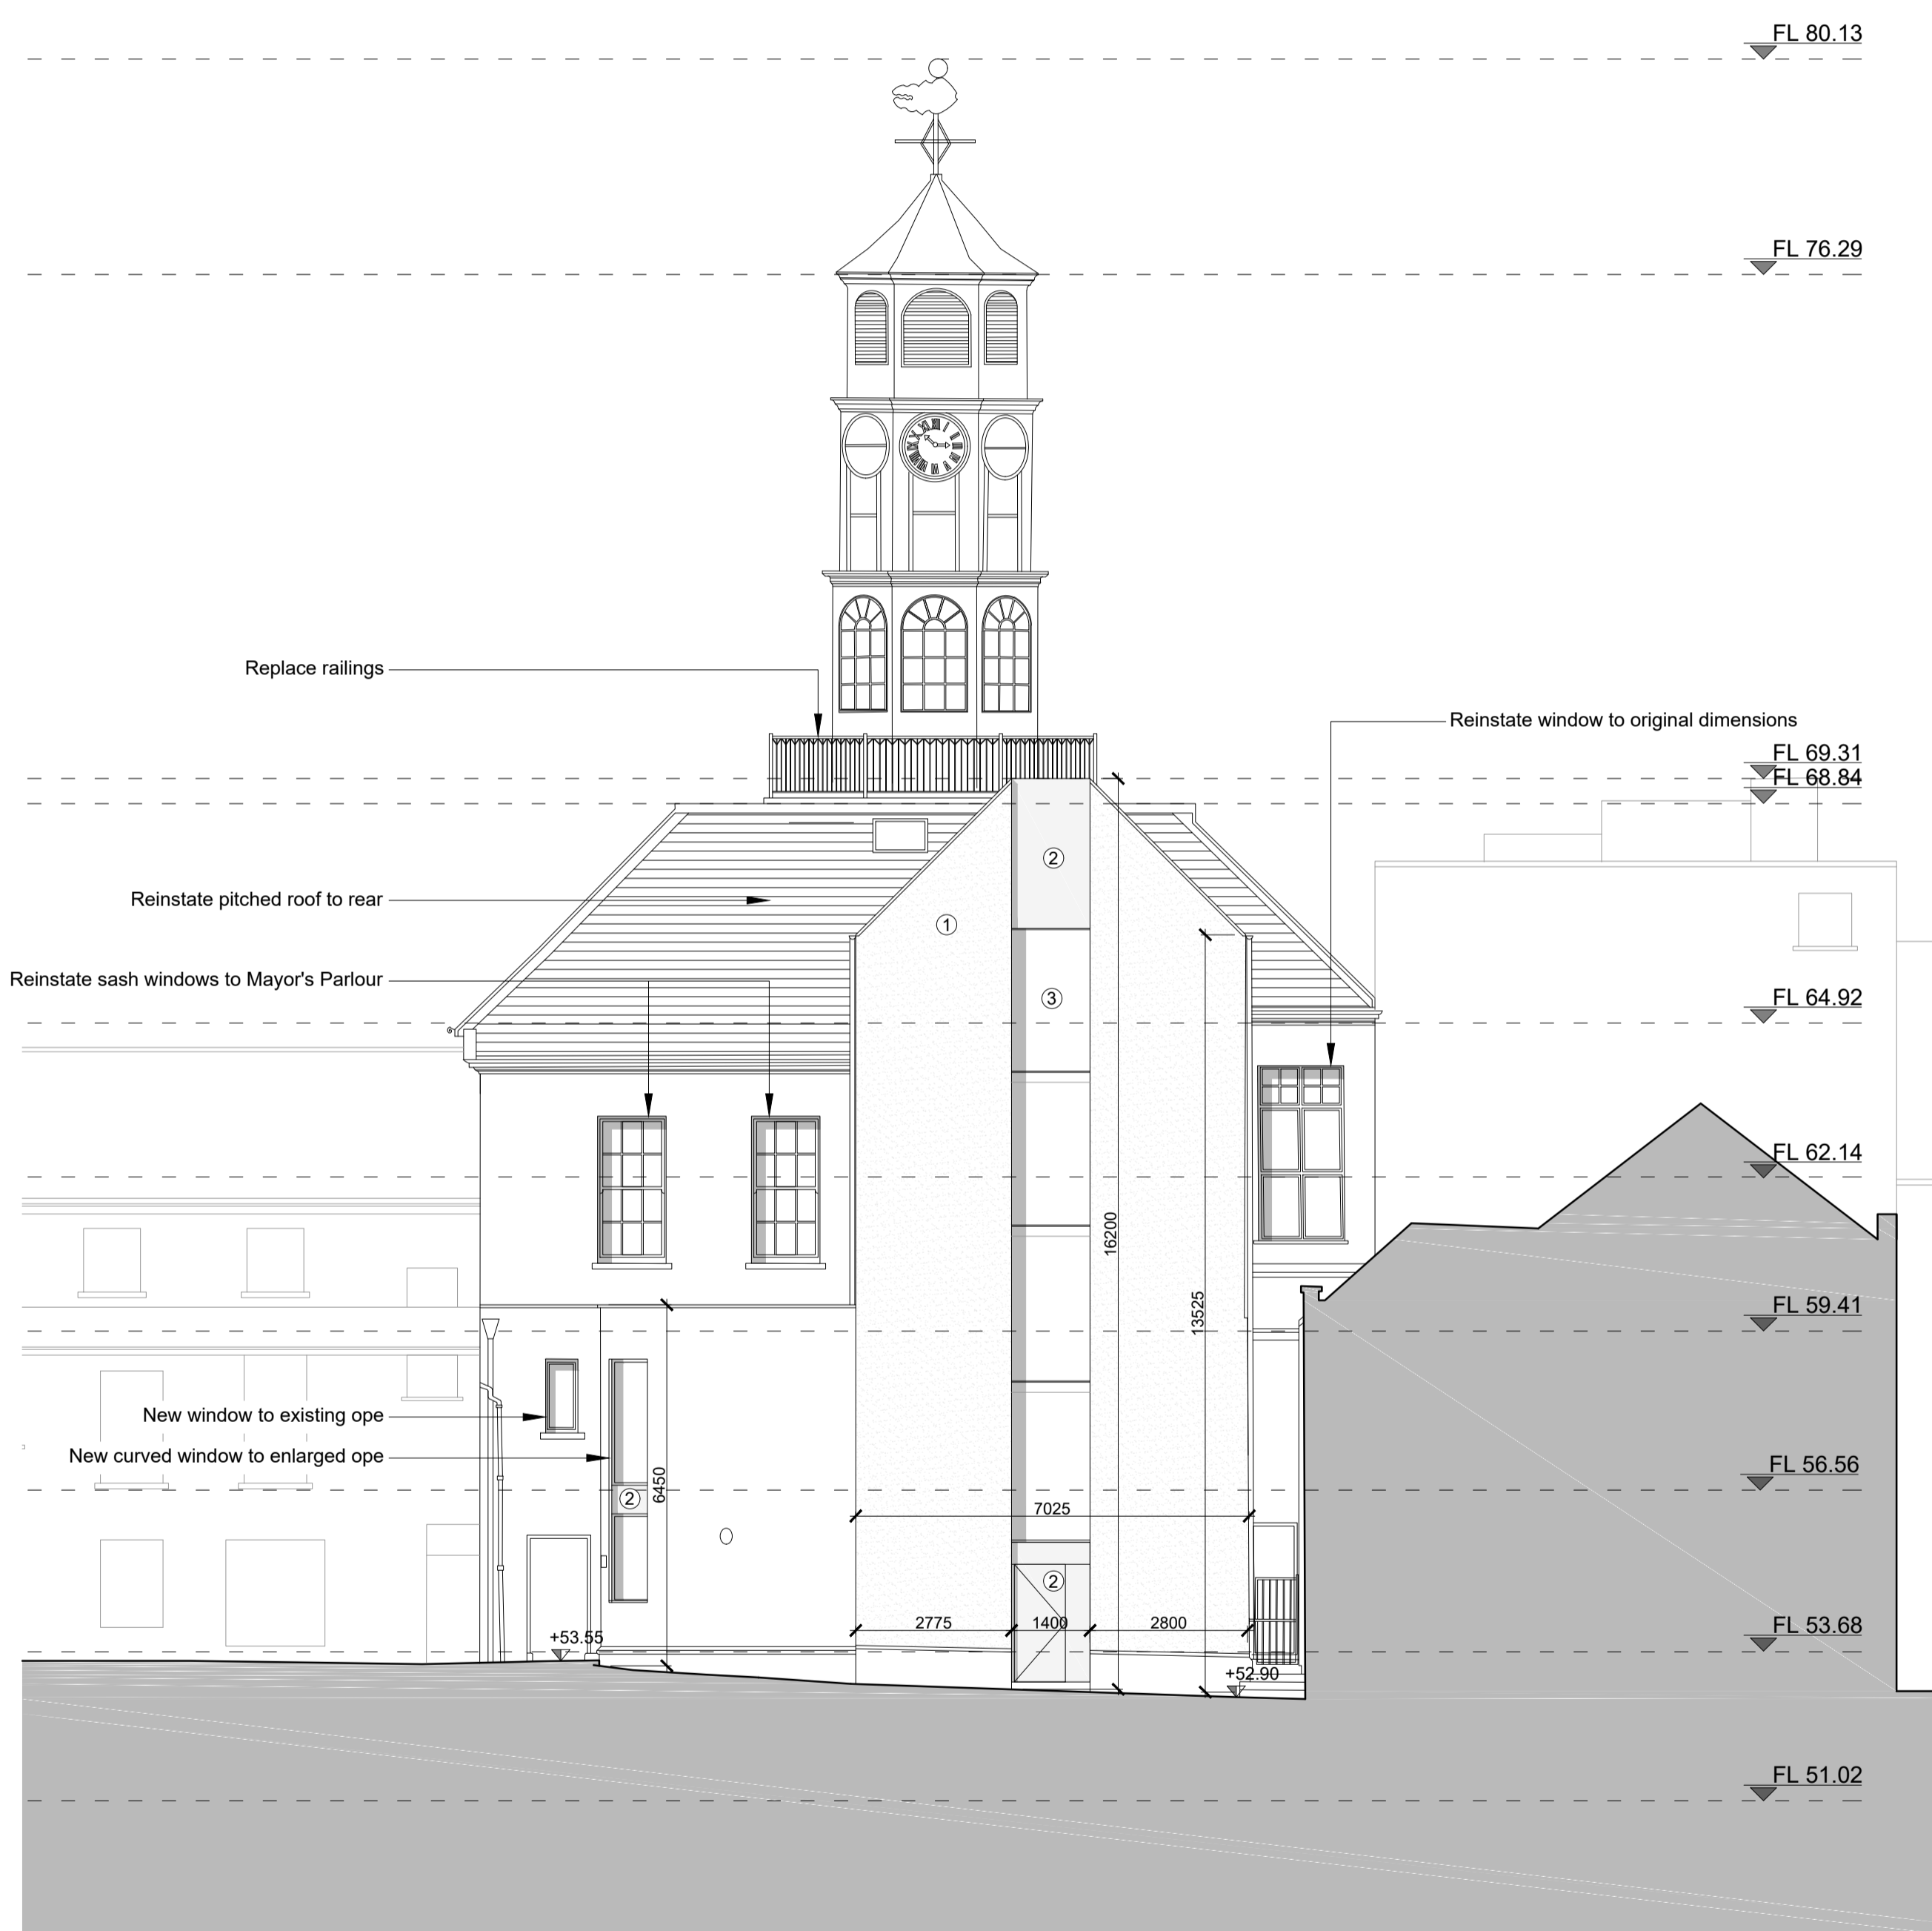 FL 80.13
FL 76.29
Replace railings
Reinstate window to original dimensions
FL 69.31
FL 68.84
2
Reinstate pitched roof to rear
1
Reinstate sash windows to Mayor's Parlour
3
FL 64.92
FL 62.14
16200
13525
FL 59.41
New window to existing ope
New curved window to enlarged ope
FL 56.56
6450
2
7025
2
2775
1400
2800
FL 53.68
+53.55
+52.90
FL 51.02